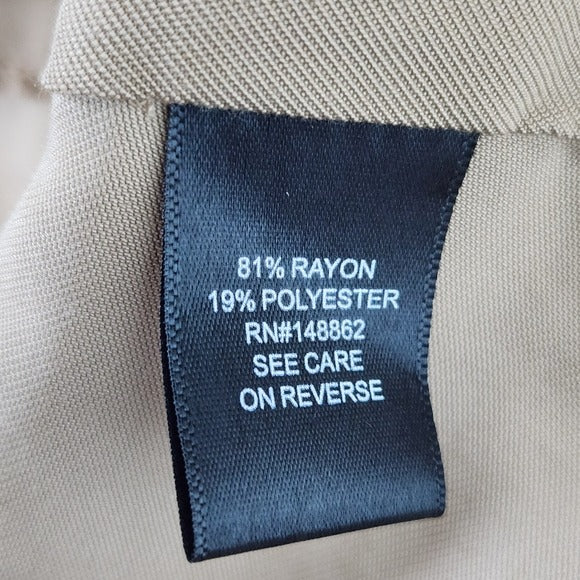 81% RAYON
19% POLYESTER
RN#148862
SEE CARE
ON REVERSE